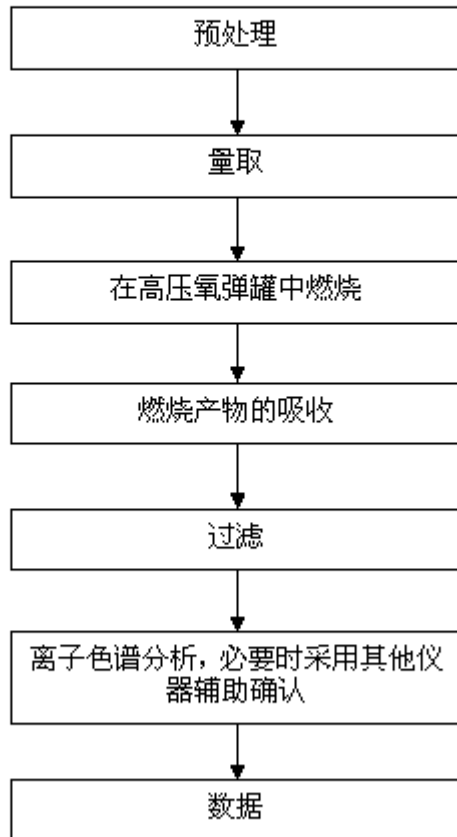 预处理
量取
在高压氧弹罐中燃烧
燃烧产物的吸收
过滤
离子色谱分析，必要时采用其他仪
器辅助确认
数据